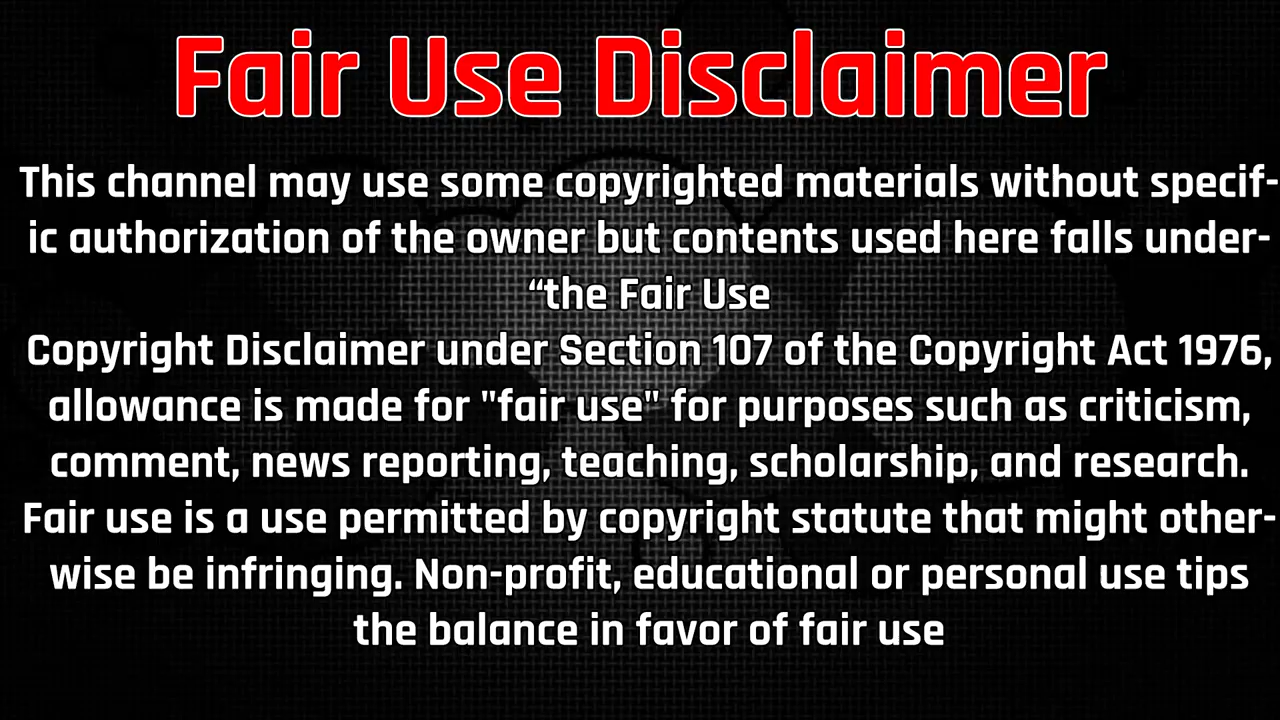 Fair Use Disclaimer
This channel may use some copyrighted materials without specif-
ic authorization of the owner but contents used here falls under-
“the Fair Use
Copyright Disclaimer under Section 107 of the Copyright Act 1976,
allowance is made for "fair use" for purposes such as criticism,
comment, news reporting, teaching, scholarship, and research.
Fair use is a use permitted by copyright statute that might other-
wise be infringing. Non-profit, educational or personal use tips
the balance in favor of fair use